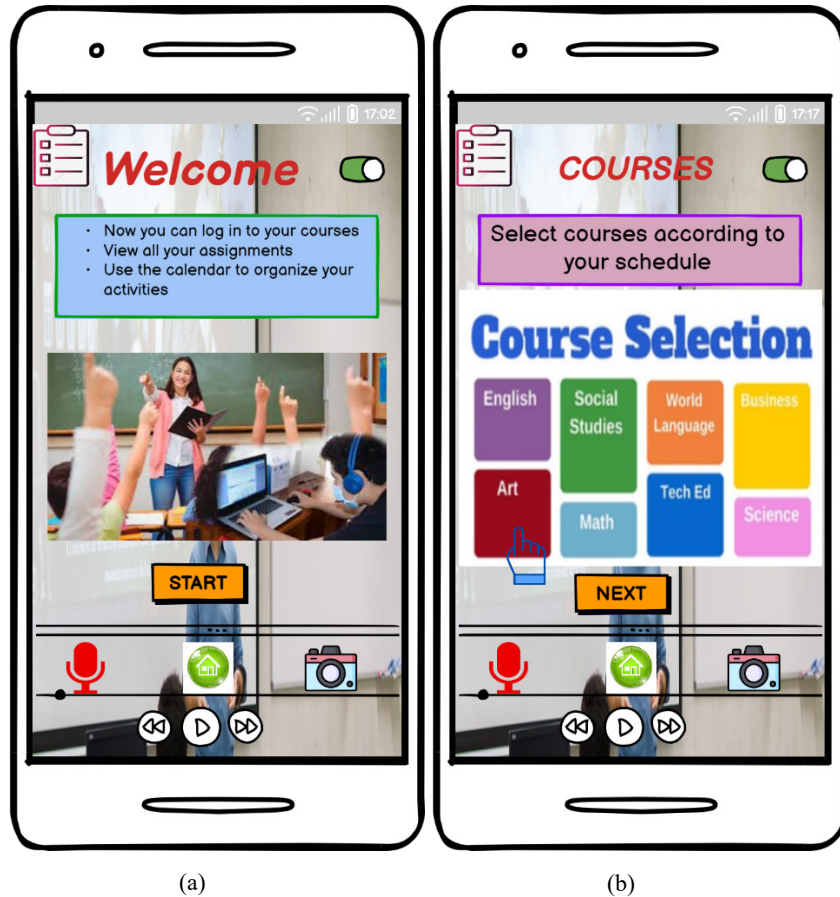 17:02
Welcome
· Now you can log in to your courses
· View all your assignments
· Use the calendar to organize your
activities
START
(a)
17:17
COURSES
Select courses according to
your schedule
Course Selection
English
Social
Studies
World
Language
Business
Art
Math
Tech Ed
Science
NEXT
(b)